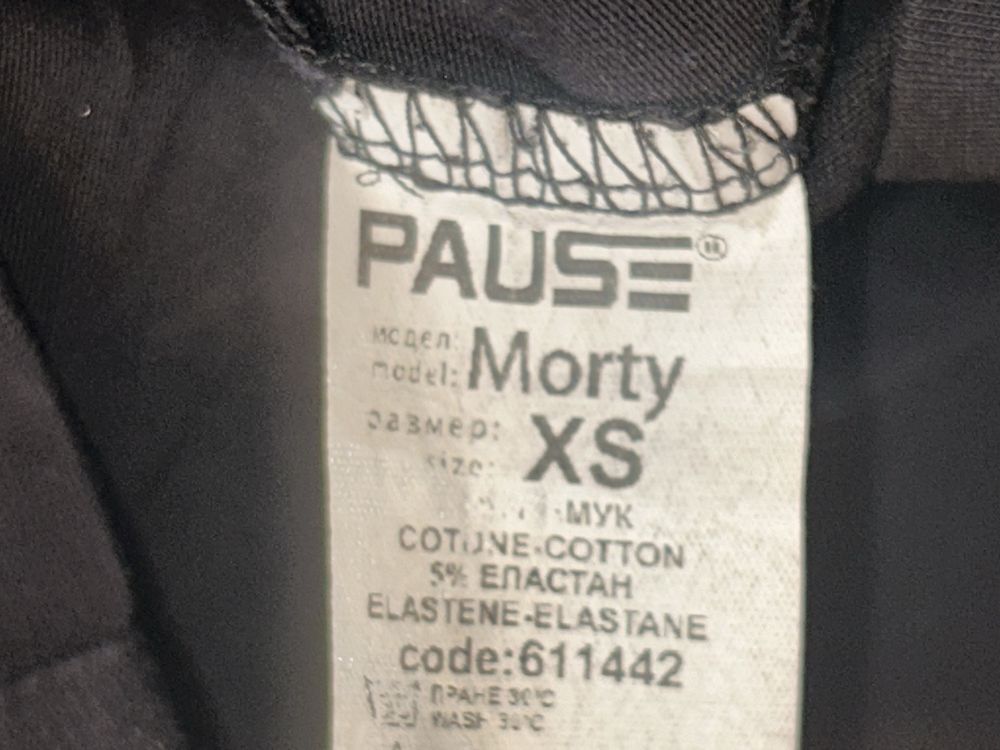 PAUSE®
модел: Morty
model:
размер: XS
size:
МУК
COTONE-COTTON
5% ЕЛАСТАН
ELASTENE-ELASTANE
code:611442
ПРАНЕ 30°C
WASH 30°C